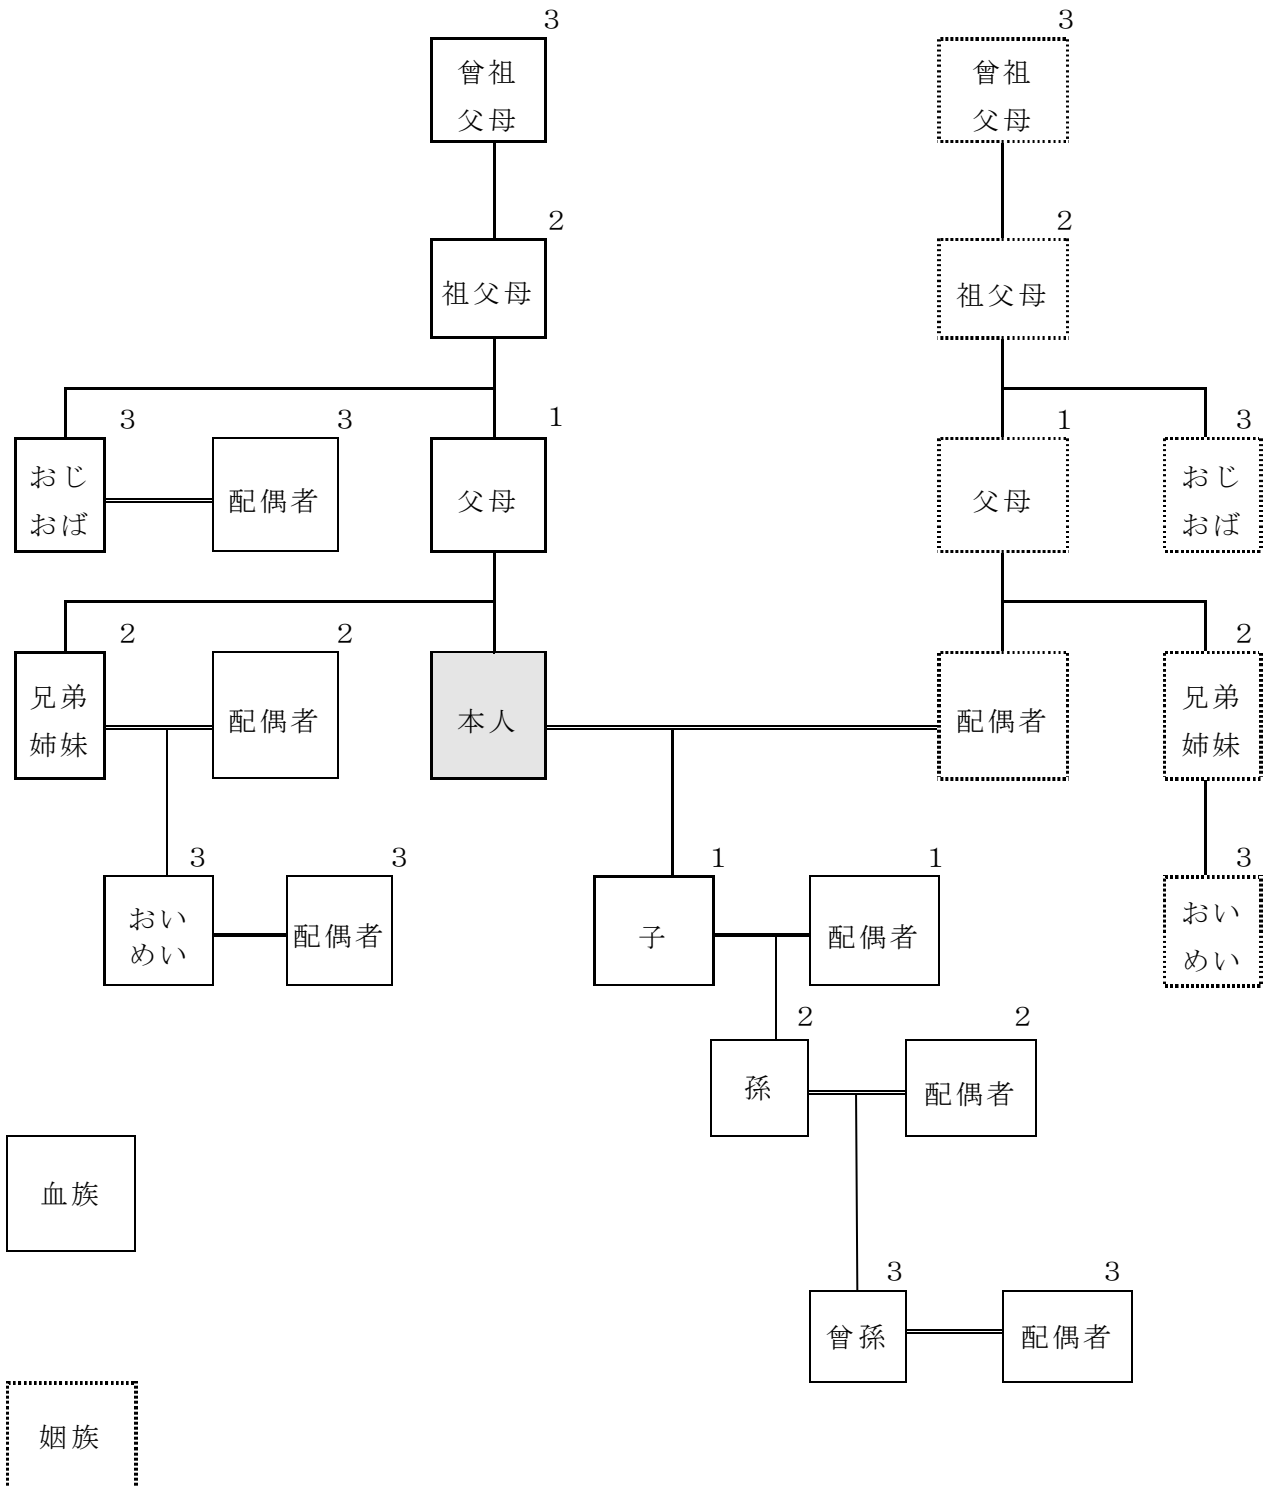 3
曾祖
父母
3
曾祖
父母
2
祖父母
2
祖父母
3
おじ
おば
3
配偶者
1
父母
1
父母
3
おじ
おば
2
兄弟
姉妹
2
配偶者
本人
配偶者
2
兄弟
姉妹
3
おい
めい
3
配偶者
1
子
1
配偶者
3
おい
めい
2
孫
2
配偶者
血族
3
曾孫
3
配偶者
姻族